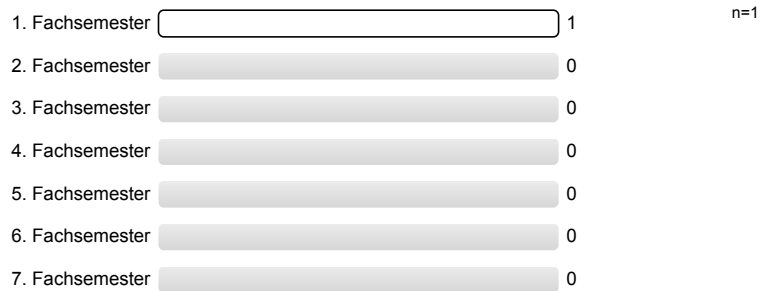 1. Fachsemester 1 n=1
2. Fachsemester 0
3. Fachsemester 0
4. Fachsemester 0
5. Fachsemester 0
6. Fachsemester 0
7. Fachsemester 0